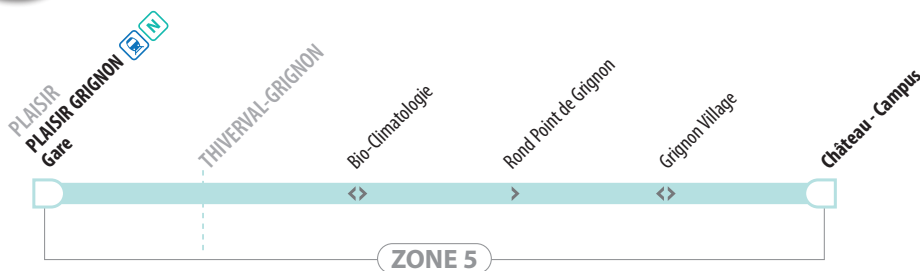 PLAISIR
PLAISIR GRIGNON N
Gare
THIVERVAL-GRIGNON
Bio-Climatologie
Rond Point de Grignon
Grignon Village
Château - Campus
ZONE 5